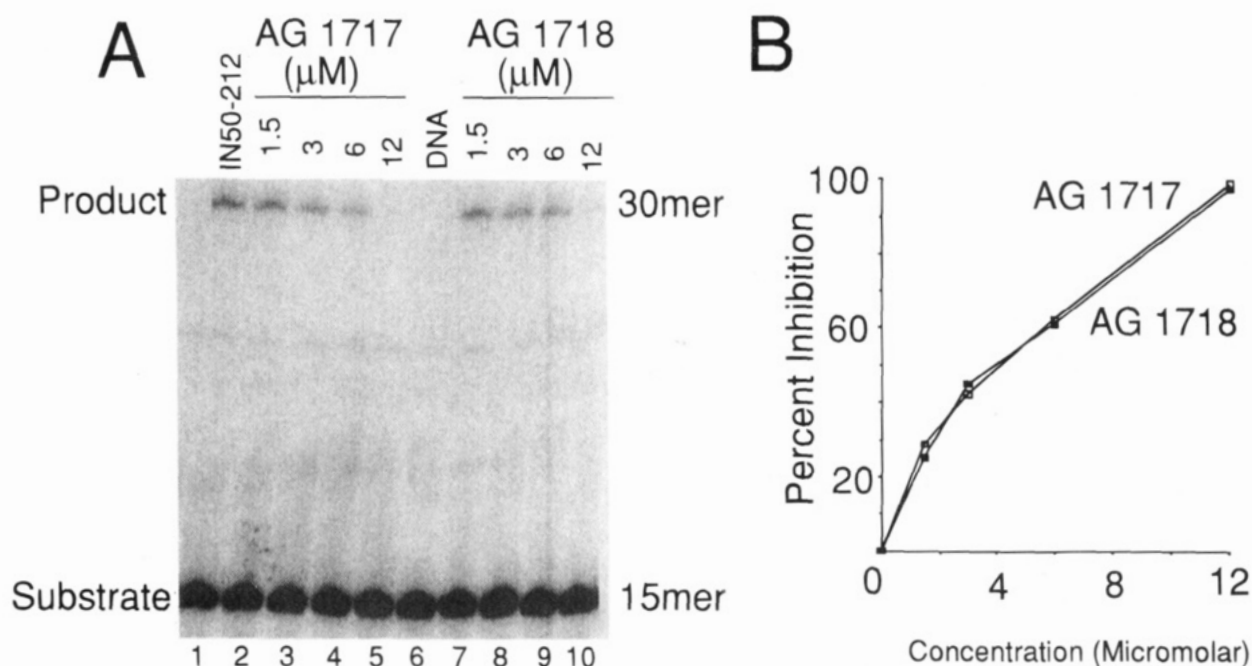 A
AG 1717
(μM)
AG 1718
(μM)
IN50-212
1.5
3
6
12
DNA
1.5
3
6
12
Product
30mer
Substrate
15mer
1 2 3 4 5 6 7 8 9 10
B
100
60
20
Percent Inhibition
AG 1717
AG 1718
0 4 8 12
Concentration (Micromolar)